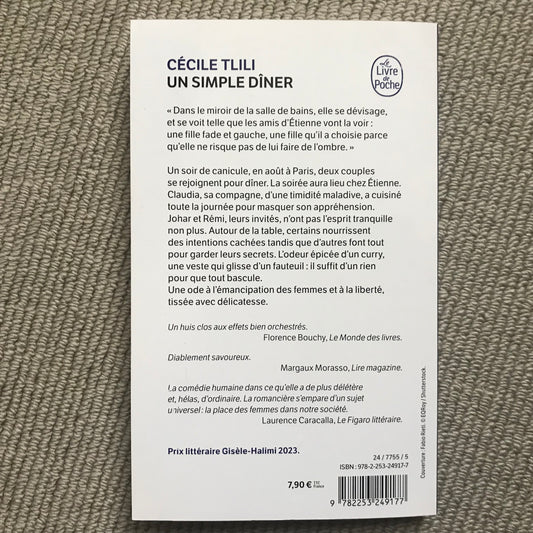 CÉCILE TLILI
UN SIMPLE DÎNER
Le
Livre
de
Poche
« Dans le miroir de la salle de bains, elle se dévisage,
et se voit telle que les amis d'Étienne vont la voir :
une fille fade et gauche, une fille qu'il a choisie parce
qu'elle ne risque pas de lui faire de l'ombre. »
Un soir de canicule, en août à Paris, deux couples
se rejoignent pour dîner. La soirée aura lieu chez Étienne.
Claudia, sa compagne, d'une timidité maladive, a cuisiné
toute la journée pour masquer son appréhension.
Johar et Rémi, leurs invités, n'ont pas l'esprit tranquille
non plus. Autour de la table, certains nourrissent
des intentions cachées tandis que d'autres font tout
pour garder leurs secrets. L'odeur épicée d'un curry,
une veste qui glisse d'un fauteuil : il suffit d'un rien
pour que tout bascule.
Une ode à l'émancipation des femmes et à la liberté,
tissée avec délicatesse.
Un huis clos aux effets bien orchestrés.
Florence Bouchy, Le Monde des livres.
Diablement savoureux.
Margaux Morasso, Lire magazine.
La comédie humaine dans ce qu'elle a de plus délétère
et, hélas, d'ordinaire. La romancière s'empare d'un sujet
universel : la place des femmes dans notre société.
Laurence Caracalla, Le Figaro littéraire.
Prix littéraire Gisèle-Halimi 2023.
24 / 7755 / 5
ISBN : 978-2-253-24917-7
7,90 €
France
9 782253 249177
Couverture : Fabio Rieti. © EQRoy / Shutterstock.